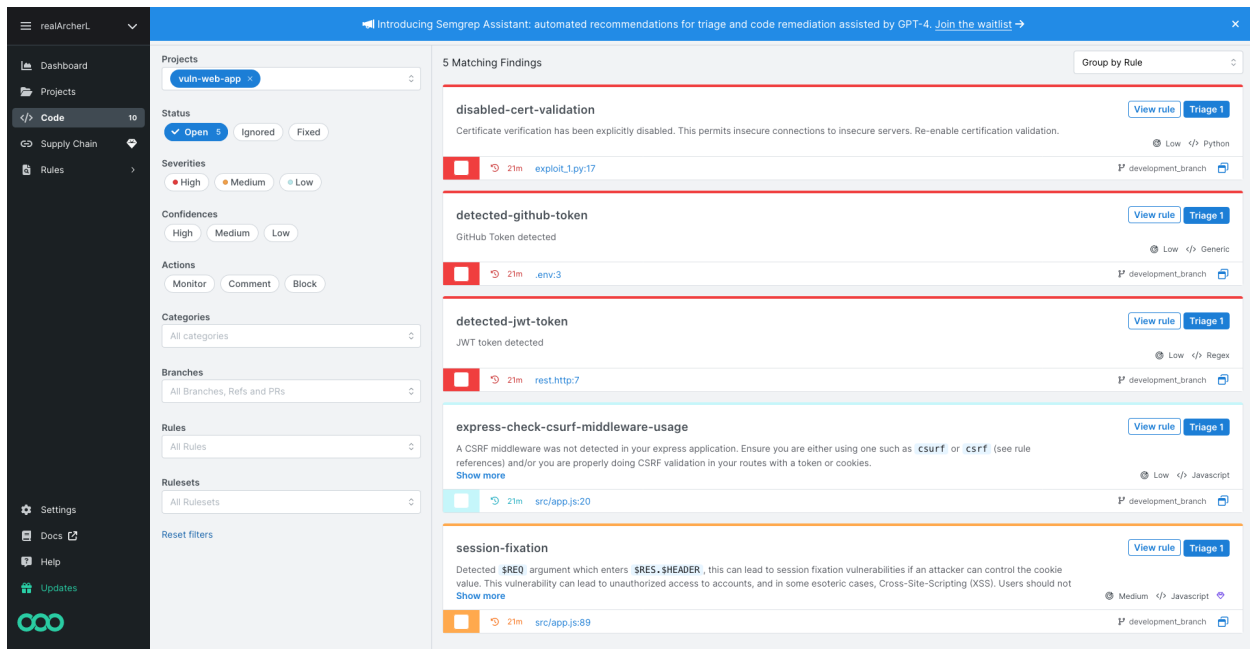 realArcherL
Introducing Semgrep Assistant: automated recommendations for triage and code remediation assisted by GPT-4. Join the waitlist →
Dashboard
Projects
Code 10
Supply Chain
Rules
Settings
Docs
Help
Updates
Projects
vuln-web-app ×
Status
Open 5 Ignored Fixed
Severities
High Medium Low
Confidences
High Medium Low
Actions
Monitor Comment Block
Categories
All categories
Branches
All Branches, Refs and PRs
Rules
All Rules
Rulesets
All Rulesets
Reset filters
5 Matching Findings
Group by Rule
disabled-cert-validation
View rule Triage 1
Certificate verification has been explicitly disabled. This permits insecure connections to insecure servers. Re-enable certification validation.
Low </> Python
21m exploit_1.py:17 development_branch
detected-github-token
View rule Triage 1
GitHub Token detected
Low </> Generic
21m .env:3 development_branch
detected-jwt-token
View rule Triage 1
JWT token detected
Low </> Regex
21m rest.http:7 development_branch
express-check-csurf-middleware-usage
View rule Triage 1
A CSRF middleware was not detected in your express application. Ensure you are either using one such as csurf or csrf (see rule
references) and/or you are properly doing CSRF validation in your routes with a token or cookies.
Show more
Low </> Javascript
21m src/app.js:20 development_branch
session-fixation
View rule Triage 1
Detected $REQ argument which enters $RES.$HEADER , this can lead to session fixation vulnerabilities if an attacker can control the cookie
value. This vulnerability can lead to unauthorized access to accounts, and in some esoteric cases, Cross-Site-Scripting (XSS). Users should not
Show more
Medium </> Javascript
21m src/app.js:89 development_branch